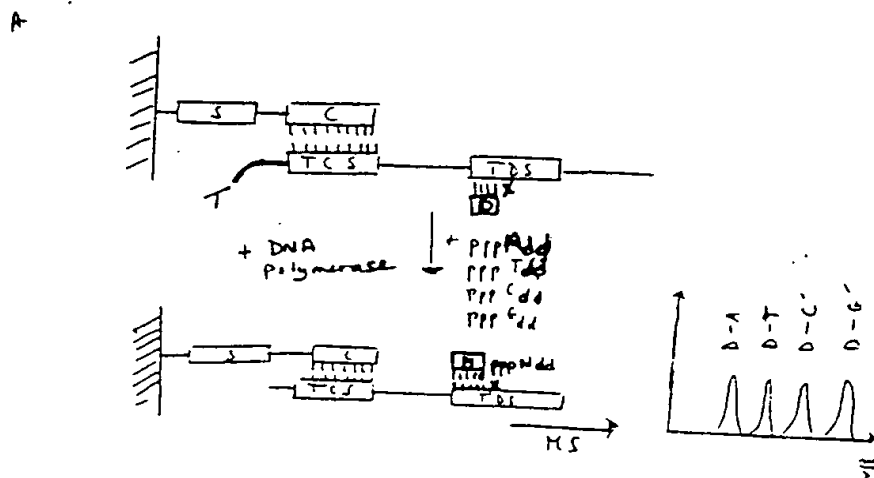 A
S
C
TCS
TDS
T
x
D
+ DNA
polymerase
+
pppAdd
pppTdd
pppCdd
pppGdd
S
C
pppNdd
TCS
x
TDS
MS
D-A
D-T
D-C
D-G